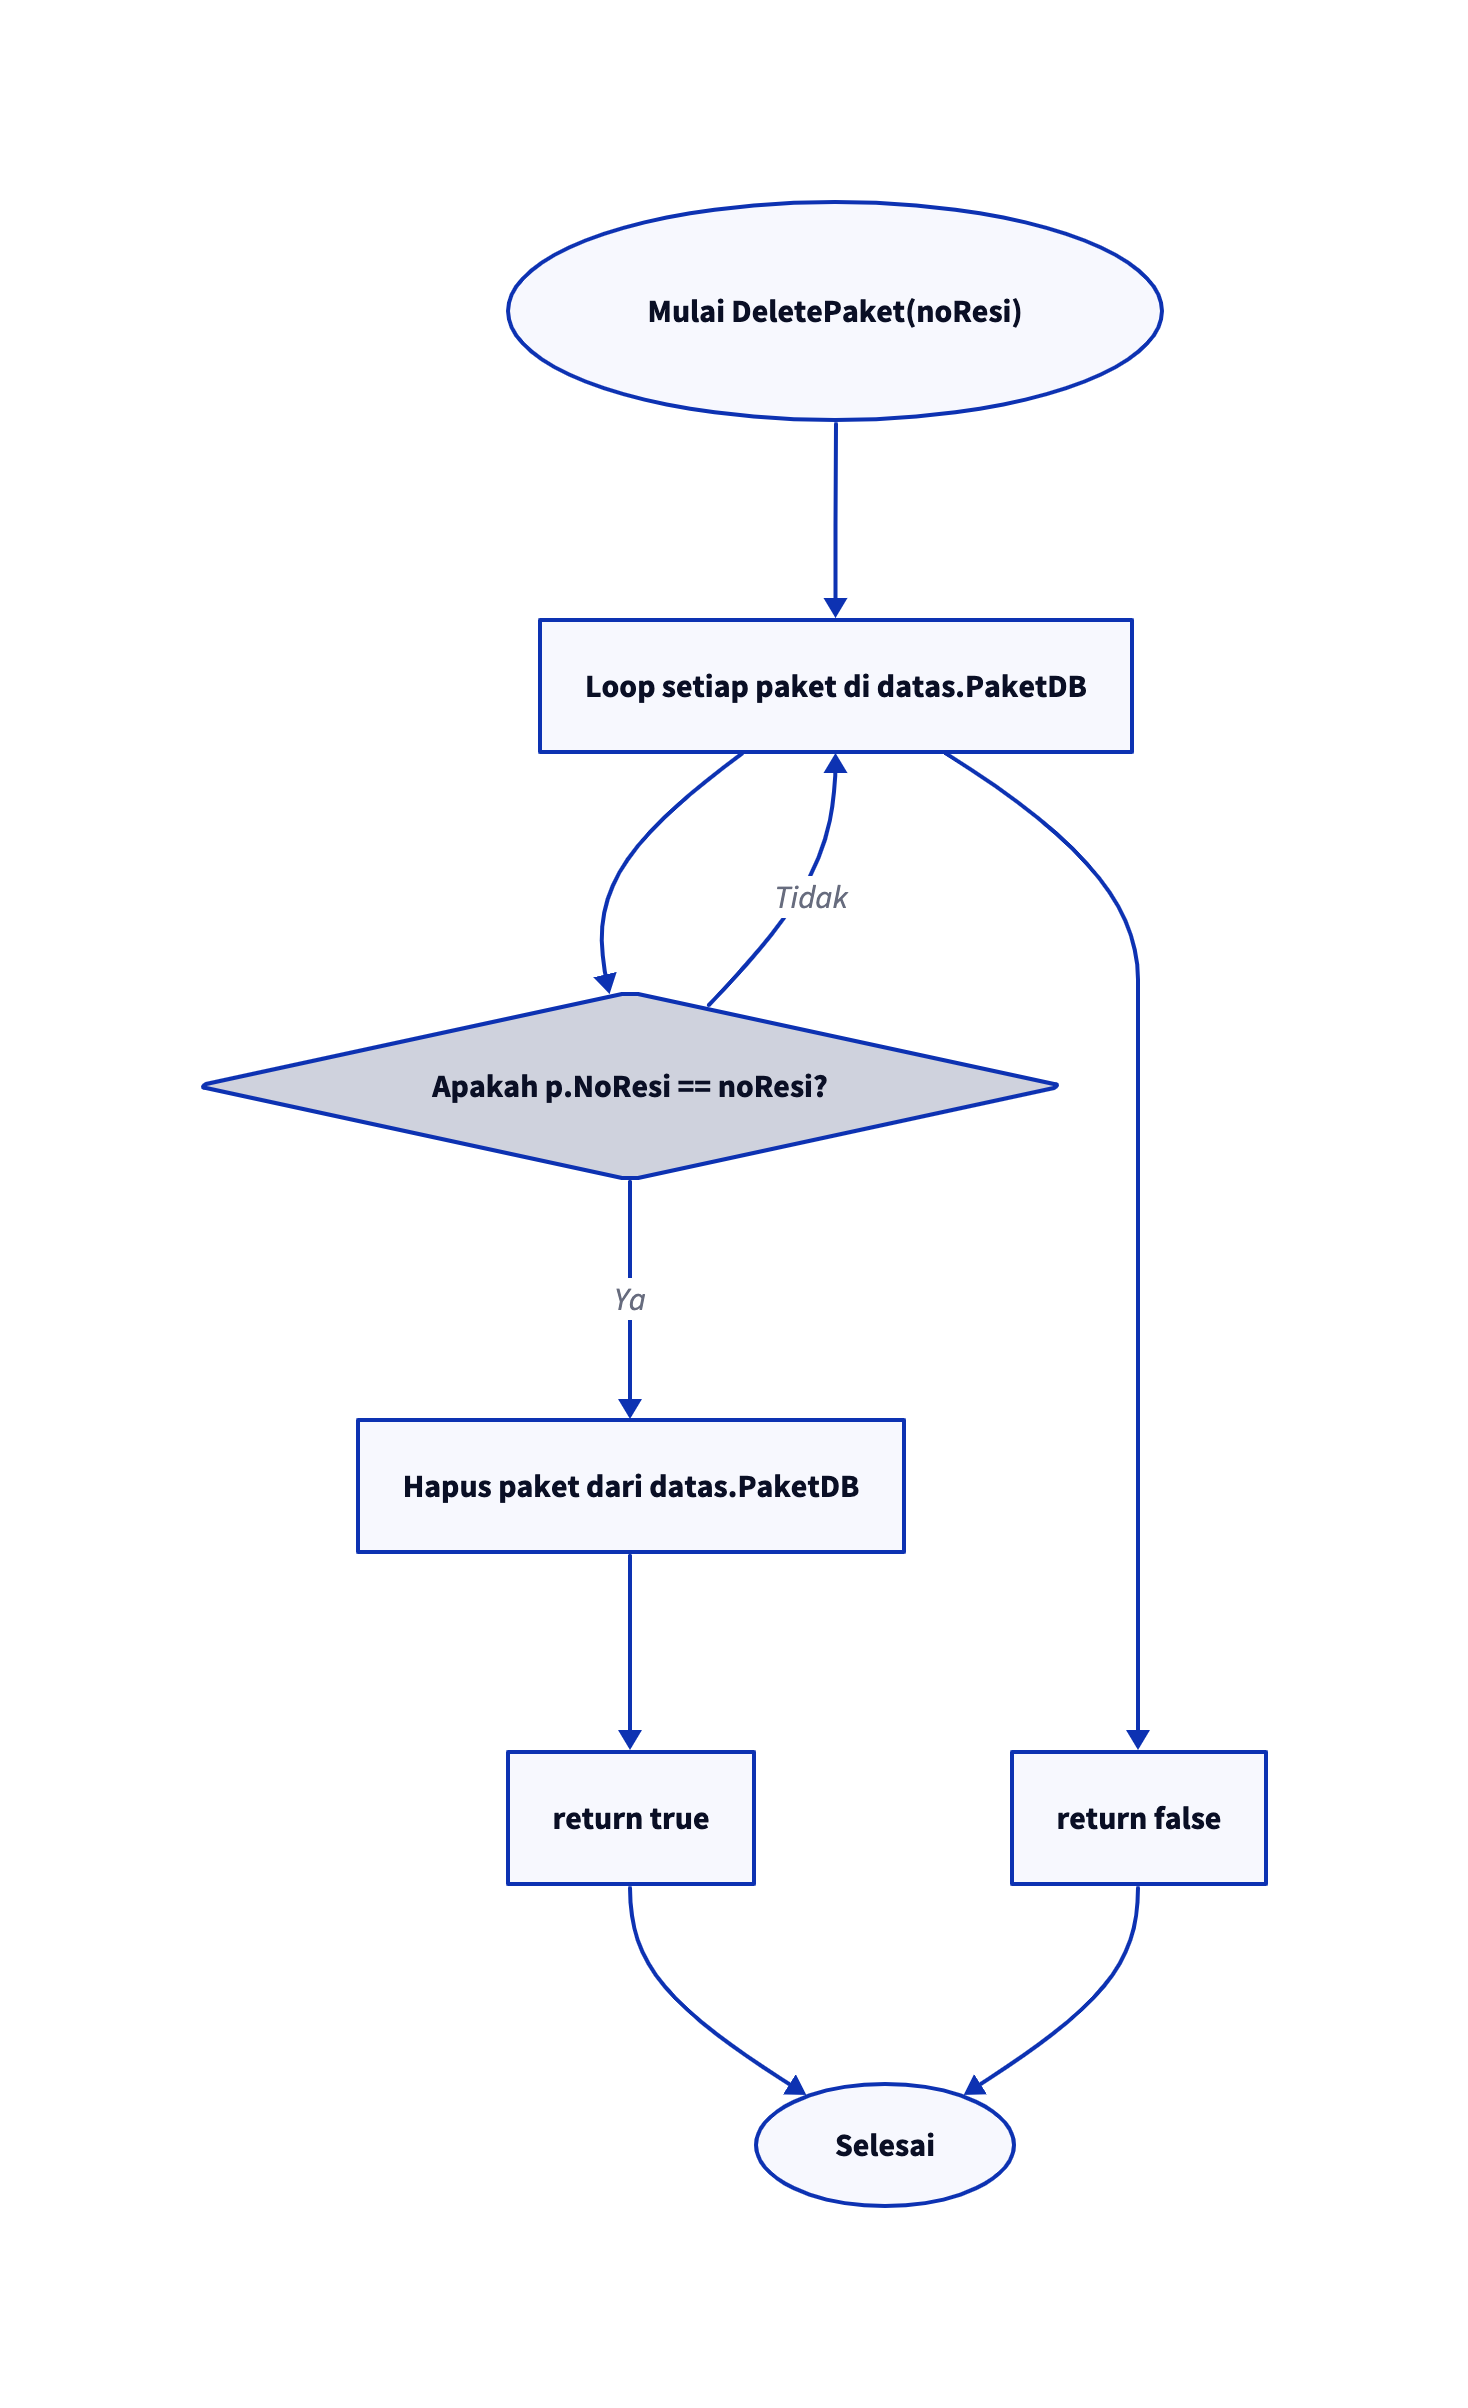 Mulai DeletePaket(noResi)
Loop setiap paket di datas.PaketDB
Tidak
Apakah p.NoResi == noResi?
Ya
Hapus paket dari datas.PaketDB
return true
return false
Selesai